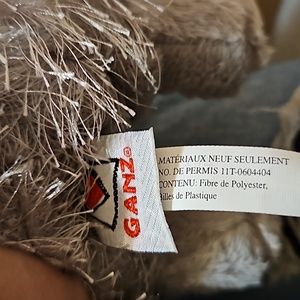 GANZ®
MATÉRIAUX NEUF SEULEMENT
NO. DE PERMIS 11T-0604404
CONTENU: Fibre de Polyester,
Billes de Plastique